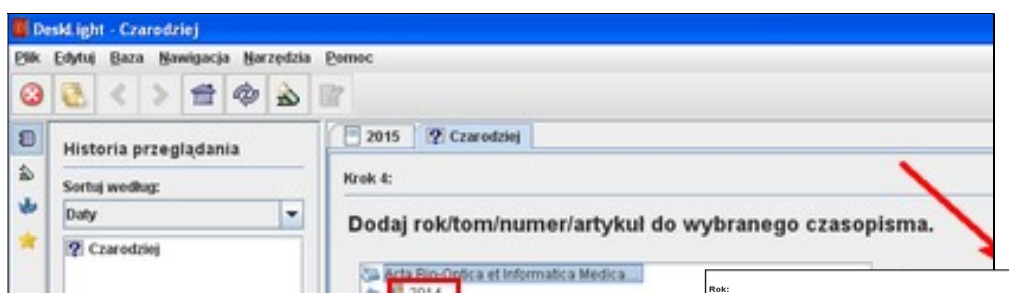 DeskLight - Czarodziej
Plik Edytuj Baza Nawigacja Narzędzia Pomoc
2015 Czarodziej
Historia przeglądania
Krok 4:
Sortuj według:
Daty
Dodaj rok/tom/numer/artykuł do wybranego czasopisma.
Czarodziej
Acta Bio-Optica et Informatica Medica...
2014
Rok: